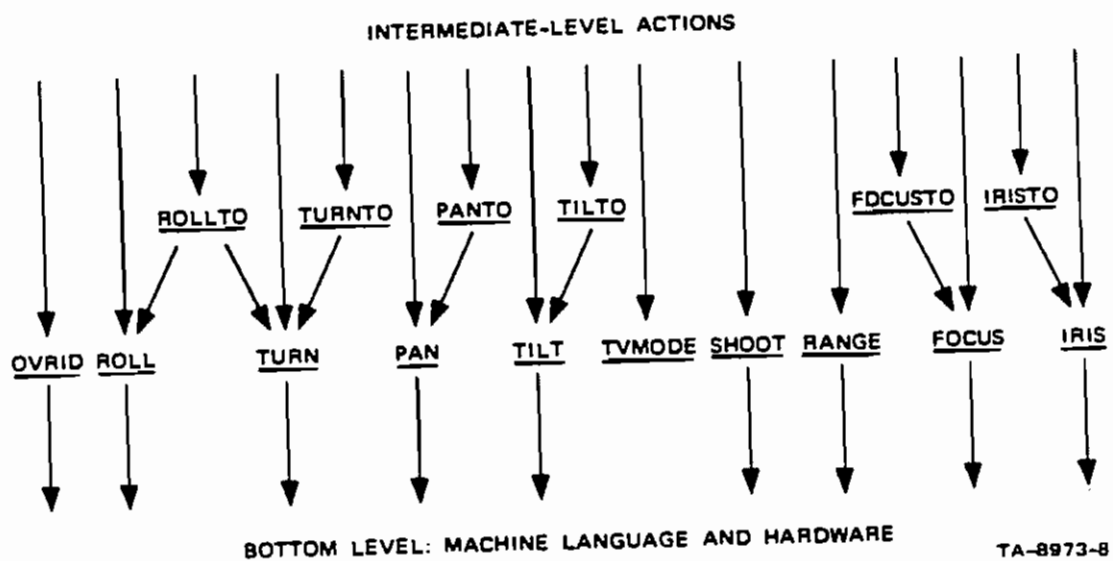 INTERMEDIATE-LEVEL ACTIONS
ROLLTO TURNTO PANTO TILTO FOCUSTO IRISTO
OVRID ROLL TURN PAN TILT TVMODE SHOOT RANGE FOCUS IRIS
BOTTOM LEVEL: MACHINE LANGUAGE AND HARDWARE
TA-8973-8